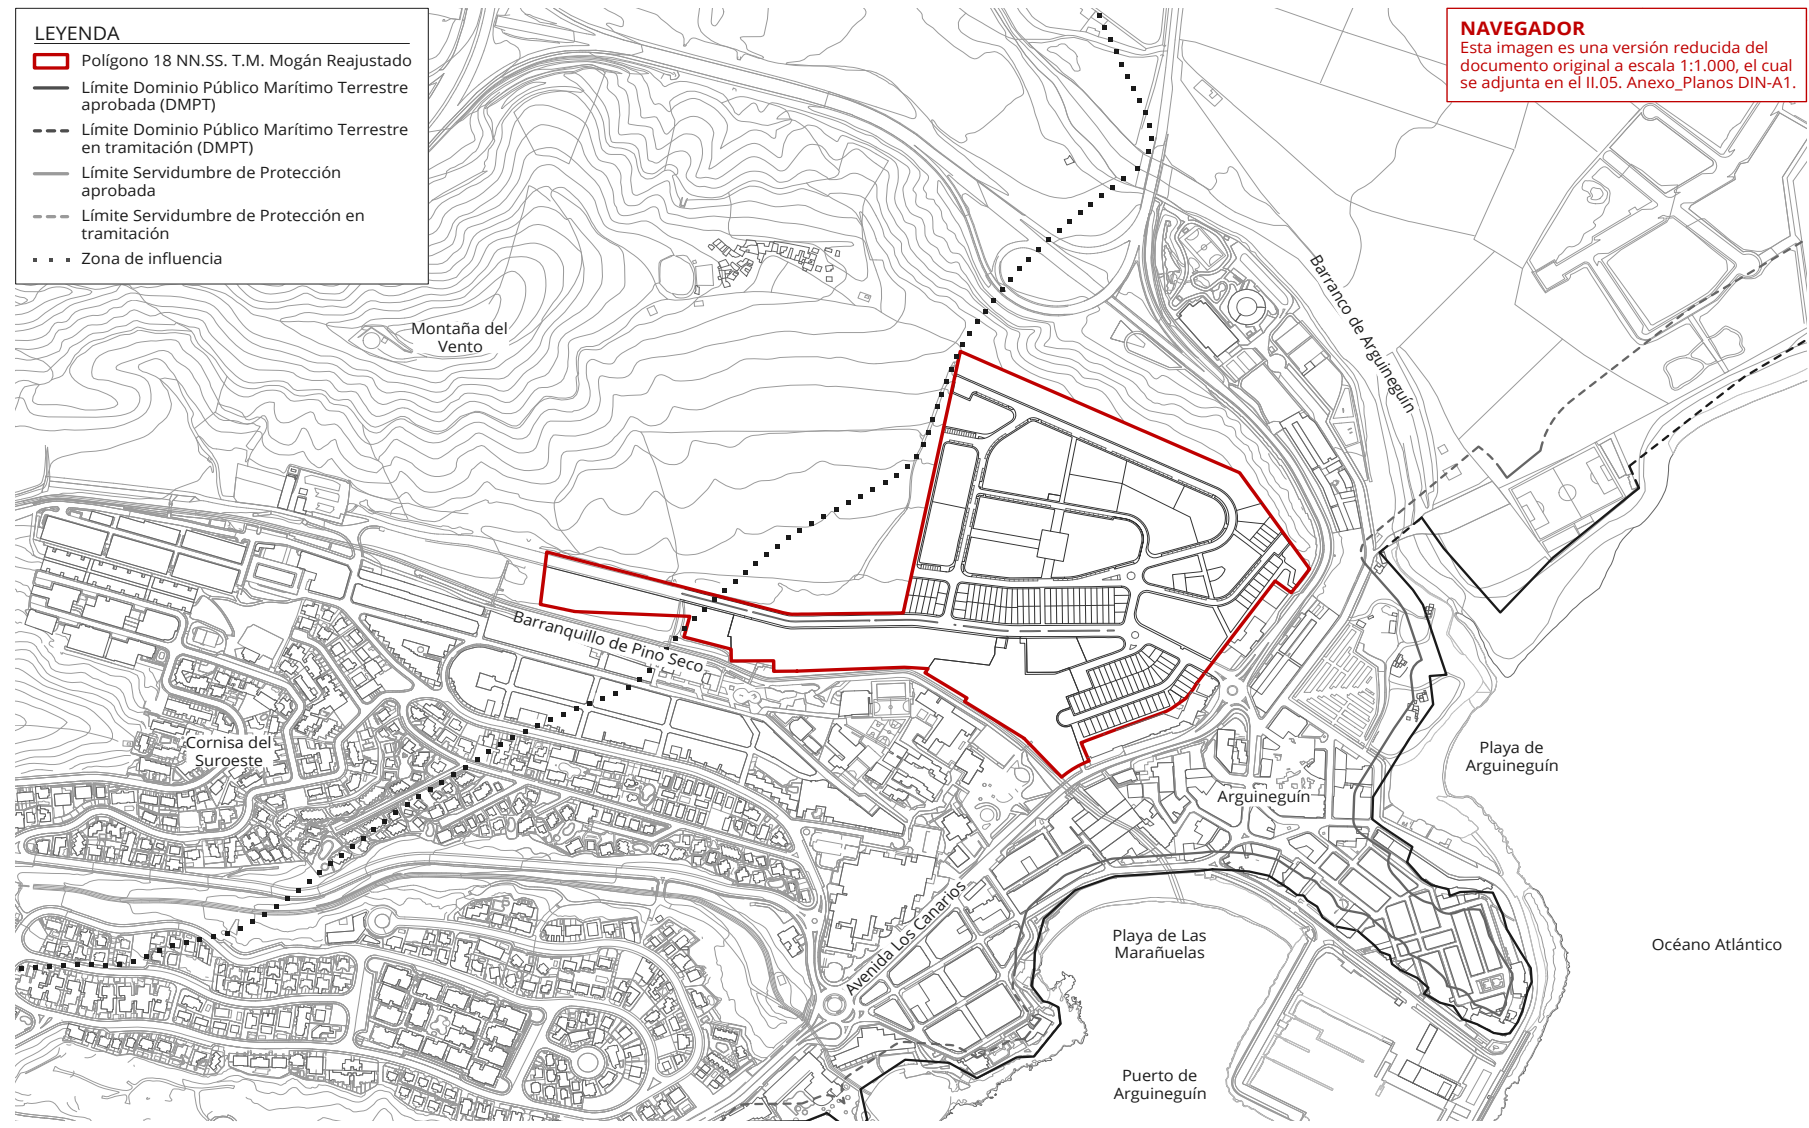 LEYENDA
Polígono 18 NN.SS. T.M. Mogán Reajustado
Límite Dominio Público Marítimo Terrestre
aprobada (DMPT)
Límite Dominio Público Marítimo Terrestre
en tramitación (DMPT)
Límite Servidumbre de Protección
aprobada
Límite Servidumbre de Protección en
tramitación
Zona de influencia
NAVEGADOR
Esta imagen es una versión reducida del
documento original a escala 1:1.000, el cual
se adjunta en el II.05. Anexo_Planos DIN-A1.
Montaña del
Vento
Barranco de Arguineguín
Barranquillo de Pino Seco
Cornisa del
Suroeste
Playa de
Arguineguín
Arguineguín
Avenida Los Canarios
Playa de Las
Marañuelas
Océano Atlántico
Puerto de
Arguineguín